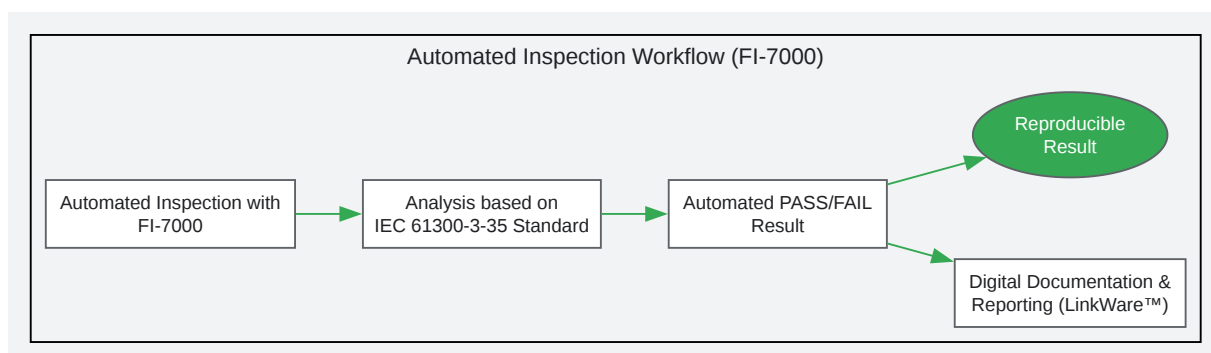 Automated Inspection Workflow (FI-7000)
Automated Inspection with
FI-7000
Analysis based on
IEC 61300-3-35 Standard
Automated PASS/FAIL
Result
Reproducible
Result
Digital Documentation &
Reporting (LinkWare™)